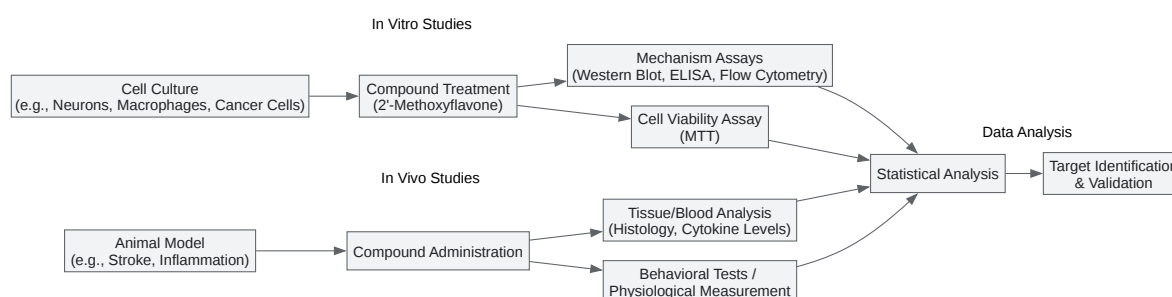 In Vitro Studies
Mechanism Assays
(Western Blot, ELISA, Flow Cytometry)
Cell Culture
(e.g., Neurons, Macrophages, Cancer Cells)
Compound Treatment
(2'-Methoxyflavone)
Cell Viability Assay
(MTT)
Data Analysis
Statistical Analysis
Target Identification
& Validation
In Vivo Studies
Tissue/Blood Analysis
(Histology, Cytokine Levels)
Animal Model
(e.g., Stroke, Inflammation)
Compound Administration
Behavioral Tests /
Physiological Measurement